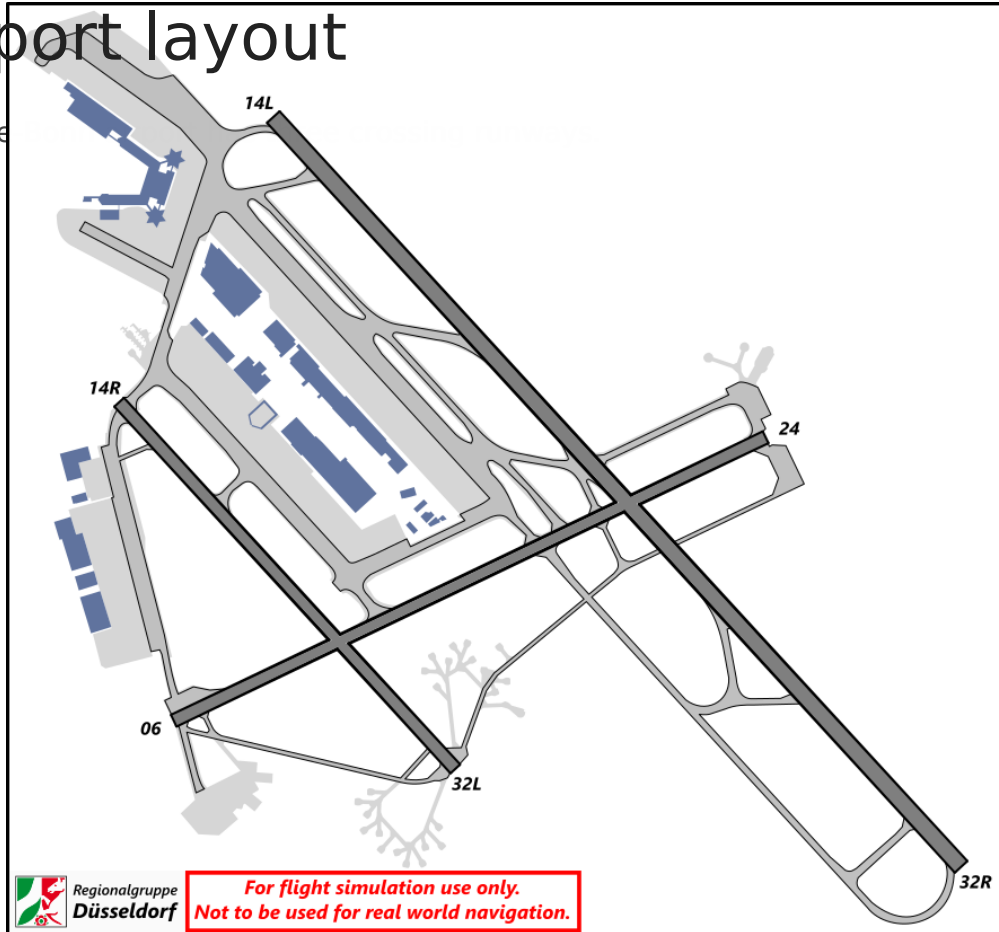 port layout
14L
14R
24
06
32L
32R
Regionalgruppe
Düsseldorf
For flight simulation use only.
Not to be used for real world navigation.